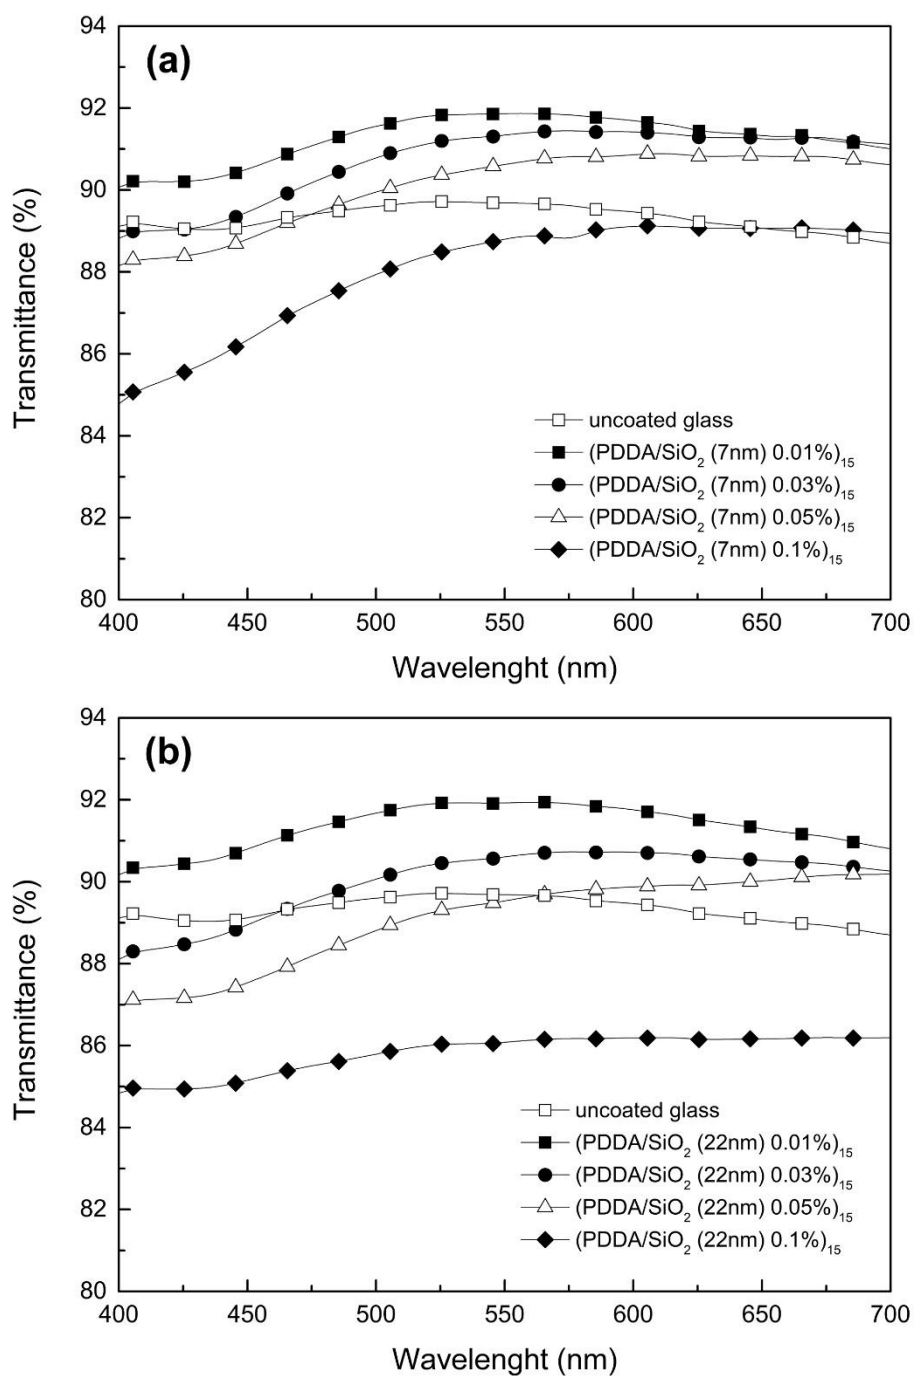 (a)
94
92
90
88
86
84
82
80
Transmittance (%)
uncoated glass
(PDDA/SiO₂ (7nm) 0.01%)₁₅
(PDDA/SiO₂ (7nm) 0.03%)₁₅
(PDDA/SiO₂ (7nm) 0.05%)₁₅
(PDDA/SiO₂ (7nm) 0.1%)₁₅
400 450 500 550 600 650 700
Wavelenght (nm)
(b)
94
92
90
88
86
84
82
80
Transmittance (%)
uncoated glass
(PDDA/SiO₂ (22nm) 0.01%)₁₅
(PDDA/SiO₂ (22nm) 0.03%)₁₅
(PDDA/SiO₂ (22nm) 0.05%)₁₅
(PDDA/SiO₂ (22nm) 0.1%)₁₅
400 450 500 550 600 650 700
Wavelenght (nm)